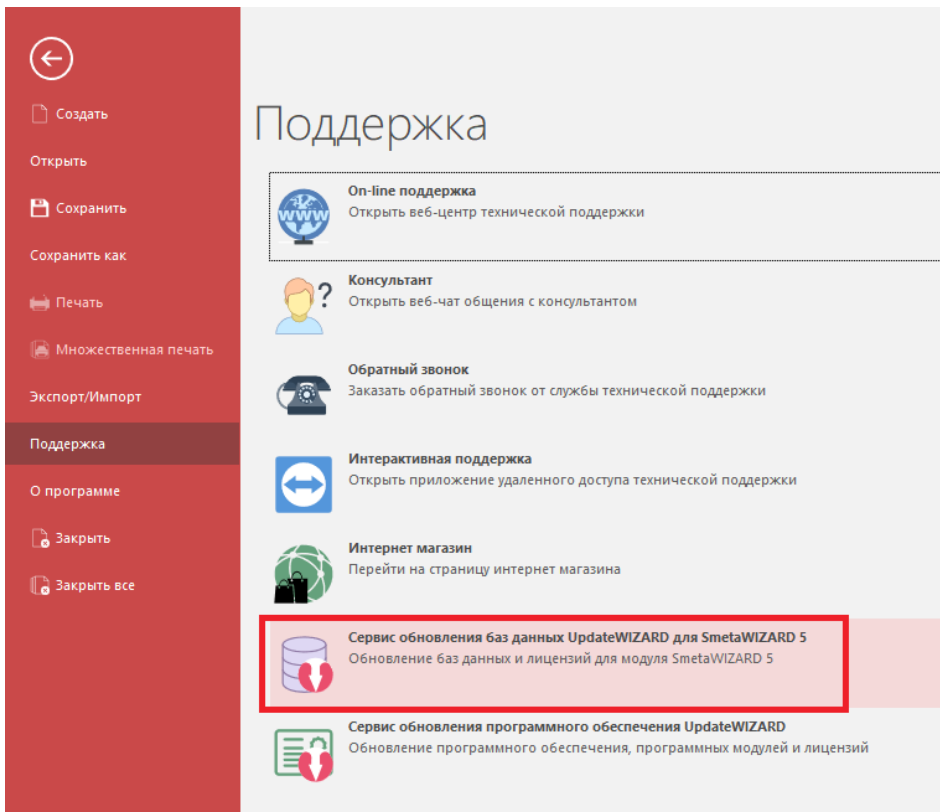 Создать
Открыть
Сохранить
Сохранить как
Печать
Множественная печать
Экспорт/Импорт
Поддержка
О программе
Закрыть
Закрыть все
Поддержка
www
On-line поддержка
Открыть веб-центр технической поддержки
?
Консультант
Открыть веб-чат общения с консультантом
Обратный звонок
Заказать обратный звонок от службы технической поддержки
Интерактивная поддержка
Открыть приложение удаленного доступа технической поддержки
Интернет магазин
Перейти на страницу интернет магазина
Сервис обновления баз данных UpdateWIZARD для SmetaWIZARD 5
Обновление баз данных и лицензий для модуля SmetaWIZARD 5
Сервис обновления программного обеспечения UpdateWIZARD
Обновление программного обеспечения, программных модулей и лицензий